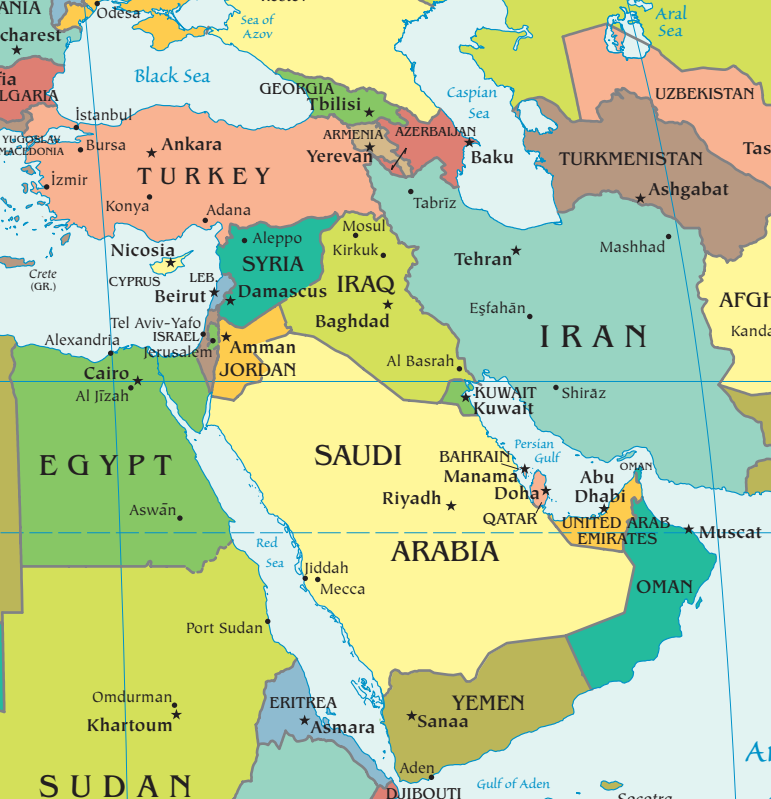 ANIA
Odesa
Sea of
Azov
Aral
Sea
charest
Black Sea
Caspian
Sea
fia
LGARIA
GEORGIA
Tbilisi
UZBEKISTAN
İstanbul
YUGOSLAV
MACEDONIA
Bursa
Ankara
ARMENIA
AZERBAIJAN
Yerevan
Baku
TURKMENISTAN
Tas
İzmir
TURKEY
Ashgabat
Konya
Adana
Tabrīz
Nicosia
Aleppo
Mosul
Kirkuk
Tehran
Mashhad
Crete
(GR.)
CYPRUS
LEB.
SYRIA
IRAQ
Beirut
Damascus
Baghdad
Eşfahān
AFGH
Tel Aviv-Yafo
ISRAEL
Alexandria
Jerusalem
Amman
IRAN
Kanda
JORDAN
Al Basrah
Cairo
Al Jīzah
KUWAIT
Kuwait
Shirāz
EGYPT
SAUDI
Persian
Gulf
BAHRAIN
Manama
OMAN
Abu
Dhabi
Riyadh
Doha
QATAR
Aswān
UNITED ARAB
EMIRATES
Muscat
Red
Sea
ARABIA
Jiddah
Mecca
OMAN
Port Sudan
Omdurman
Khartoum
ERITREA
Asmara
YEMEN
Sanaa
Aden
SUDAN
DJIBOUTI
Gulf of Aden